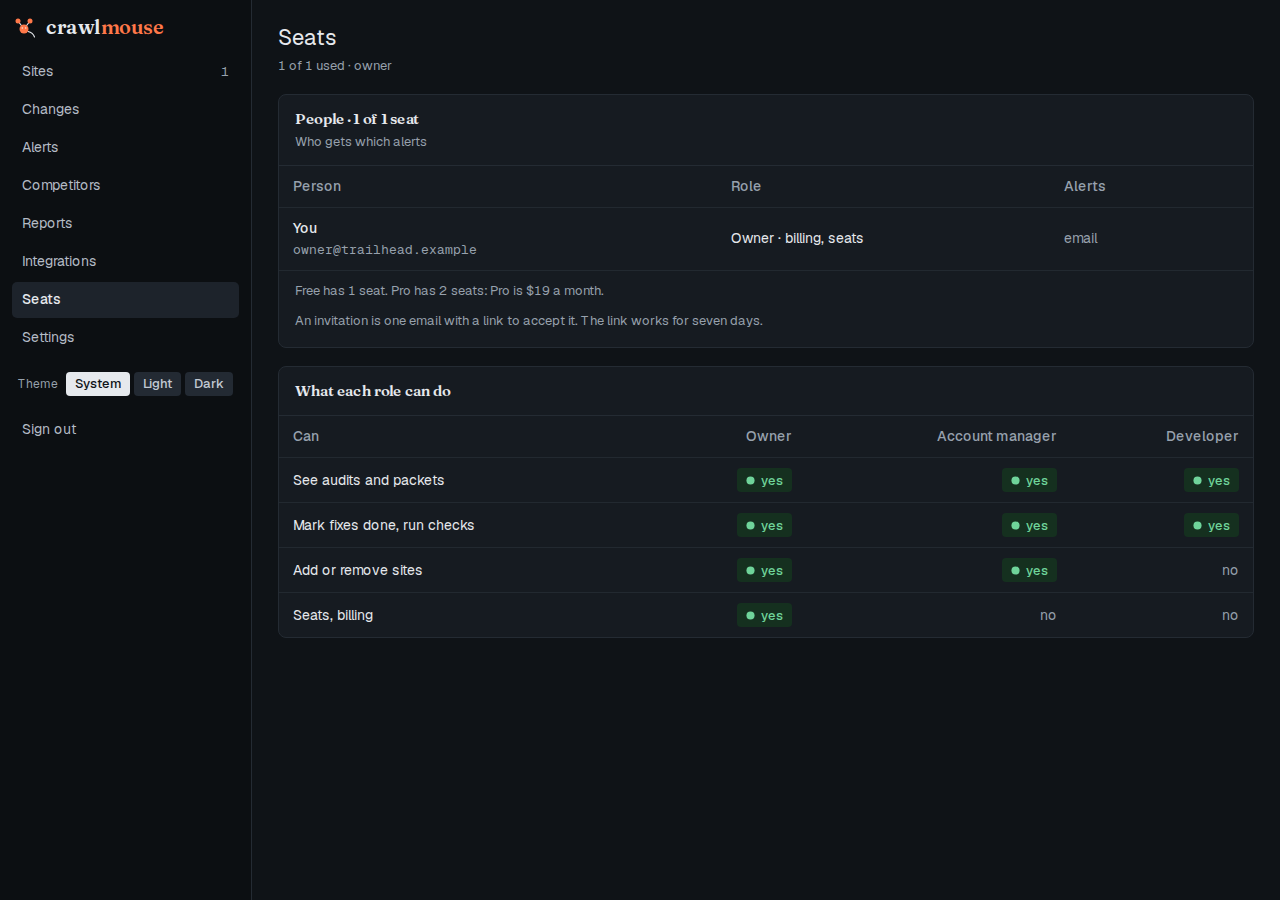 crawlmouse
Sites 1
Changes
Alerts
Competitors
Reports
Integrations
Seats
Settings
Theme System Light Dark
Sign out
Seats
1 of 1 used · owner
People · 1 of 1 seat
Who gets which alerts
Person Role Alerts
You
owner@trailhead.example
Owner · billing, seats
email
Free has 1 seat. Pro has 2 seats: Pro is $19 a month.
An invitation is one email with a link to accept it. The link works for seven days.
What each role can do
Can Owner Account manager Developer
See audits and packets yes yes yes
Mark fixes done, run checks yes yes yes
Add or remove sites yes yes no
Seats, billing yes no no